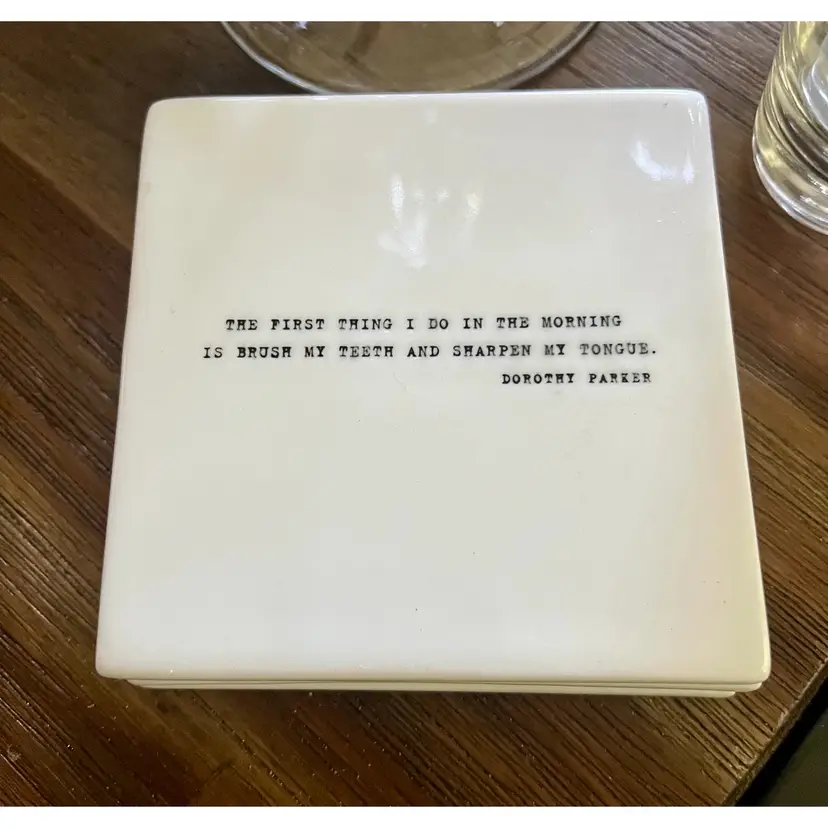 THE FIRST THING I DO IN THE MORNING
IS BRUSH MY TEETH AND SHARPEN MY TONGUE.
DOROTHY PARKER